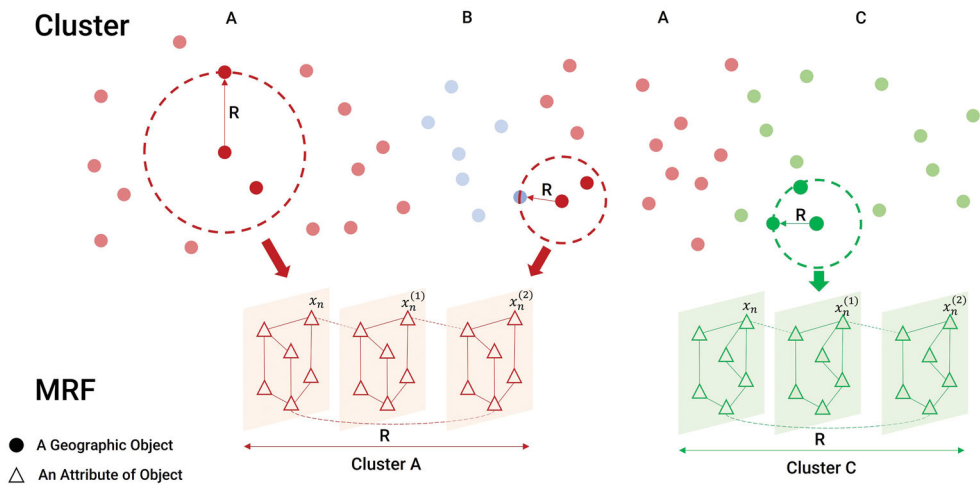 Cluster
A
B
A
C
R
R
R
x_n
x_n^{(1)}
x_n^{(2)}
x_n
x_n^{(1)}
x_n^{(2)}
MRF
R
R
Cluster A
Cluster C
A Geographic Object
An Attribute of Object